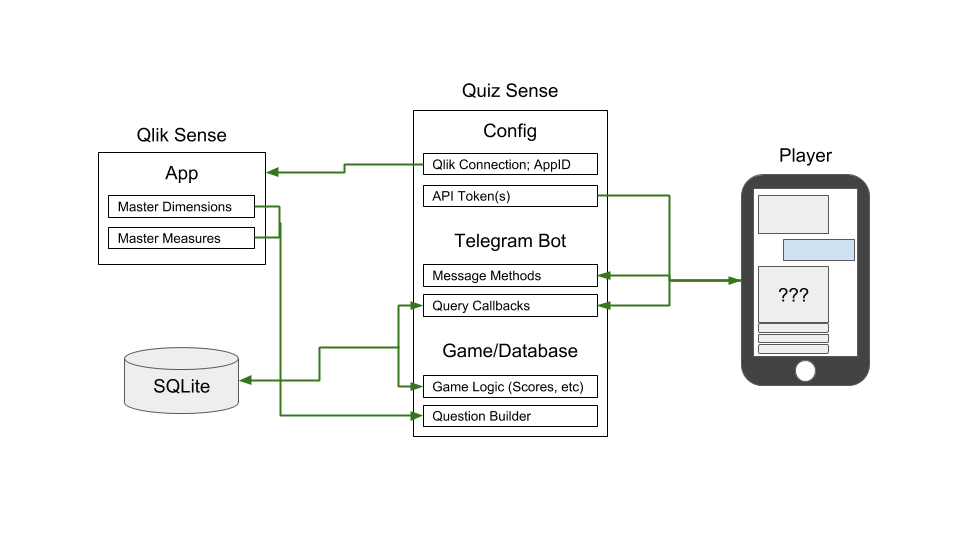 Quiz Sense
Qlik Sense
Config
Player
App
Qlik Connection; AppID
Master Dimensions
API Token(s)
Master Measures
Telegram Bot
Message Methods
Query Callbacks
???
Game/Database
SQLite
Game Logic (Scores, etc)
Question Builder